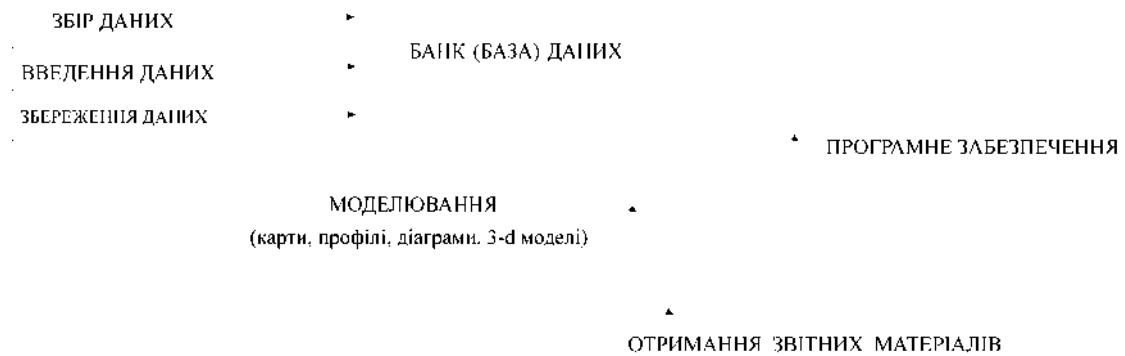 ЗБІР ДАНИХ
БАНК (БАЗА) ДАНИХ
ВВЕДЕННЯ ДАНИХ
ЗБЕРЕЖЕННЯ ДАНИХ
ПРОГРАМНЕ ЗАБЕЗПЕЧЕННЯ
МОДЕЛЮВАННЯ
(карти, профілі, діаграми. 3-d моделі)
ОТРИМАННЯ ЗВІТНИХ МАТЕРІАЛІВ